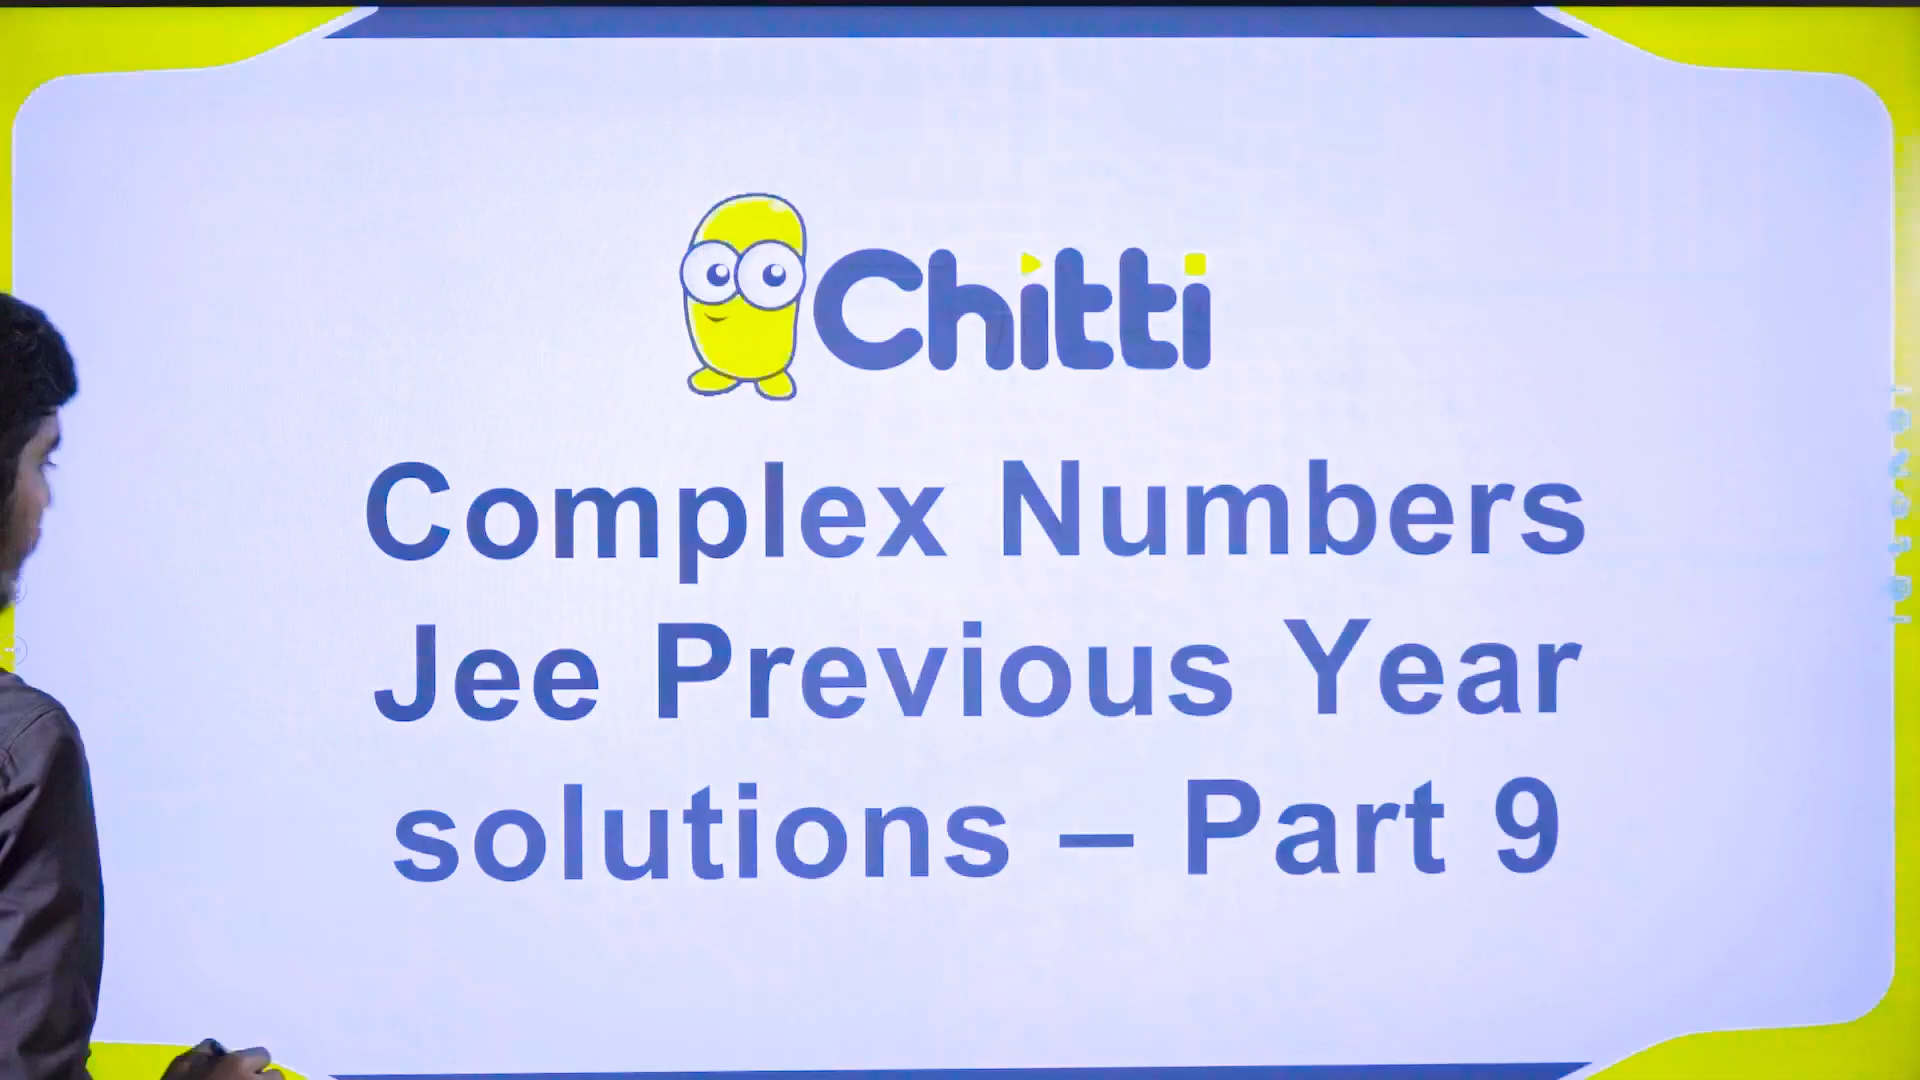 Chitti
Complex Numbers
Jee Previous Year
solutions – Part 9